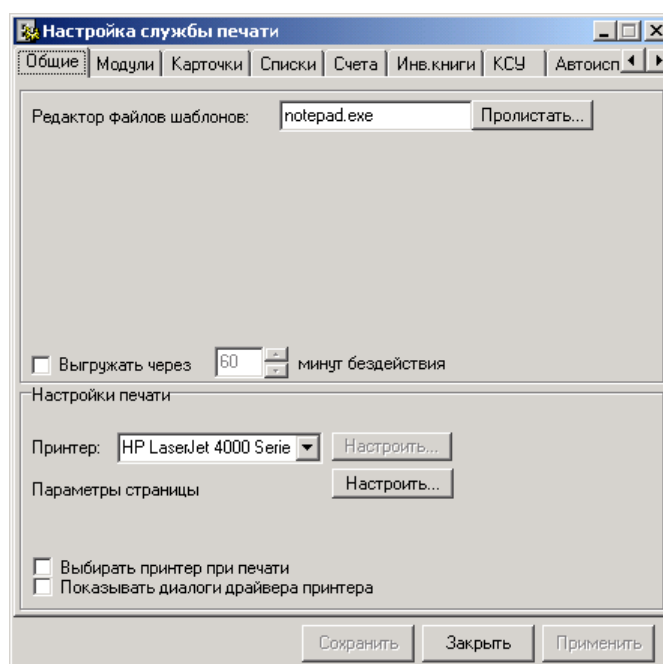 Настройка службы печати
Общие Модули Карточки Списки Счета Инв.книги КСУ Автоисп
Редактор файлов шаблонов: notepad.exe Пролистать...
Выгружать через 60 минут бездействия
Настройки печати
Принтер: HP LaserJet 4000 Serie Настроить...
Параметры страницы Настроить...
Выбирать принтер при печати
Показывать диалоги драйвера принтера
Сохранить Закрыть Применить